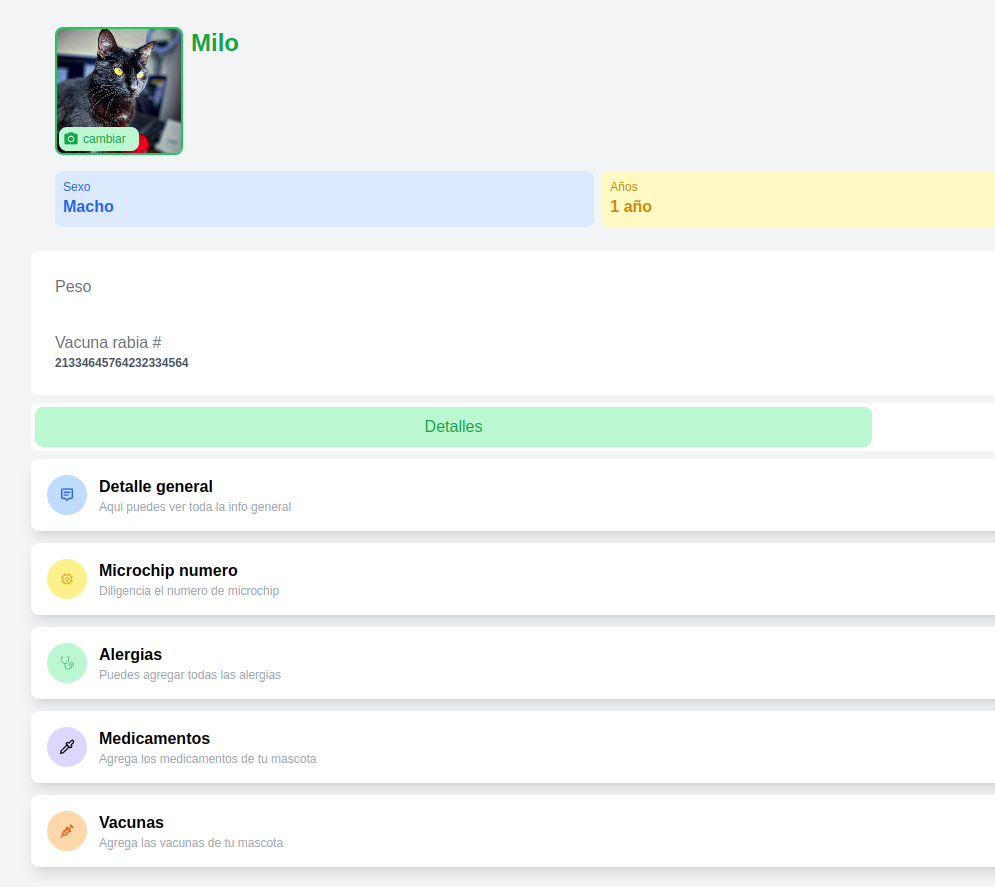 Milo
cambiar
Sexo
Macho
Años
1 año
Peso
Vacuna rabia #
21334645764232334564
Detalles
Detalle general
Aqui puedes ver toda la info general
Microchip numero
Diligencia el numero de microchip
Alergias
Puedes agregar todas las alergias
Medicamentos
Agrega los medicamentos de tu mascota
Vacunas
Agrega las vacunas de tu mascota